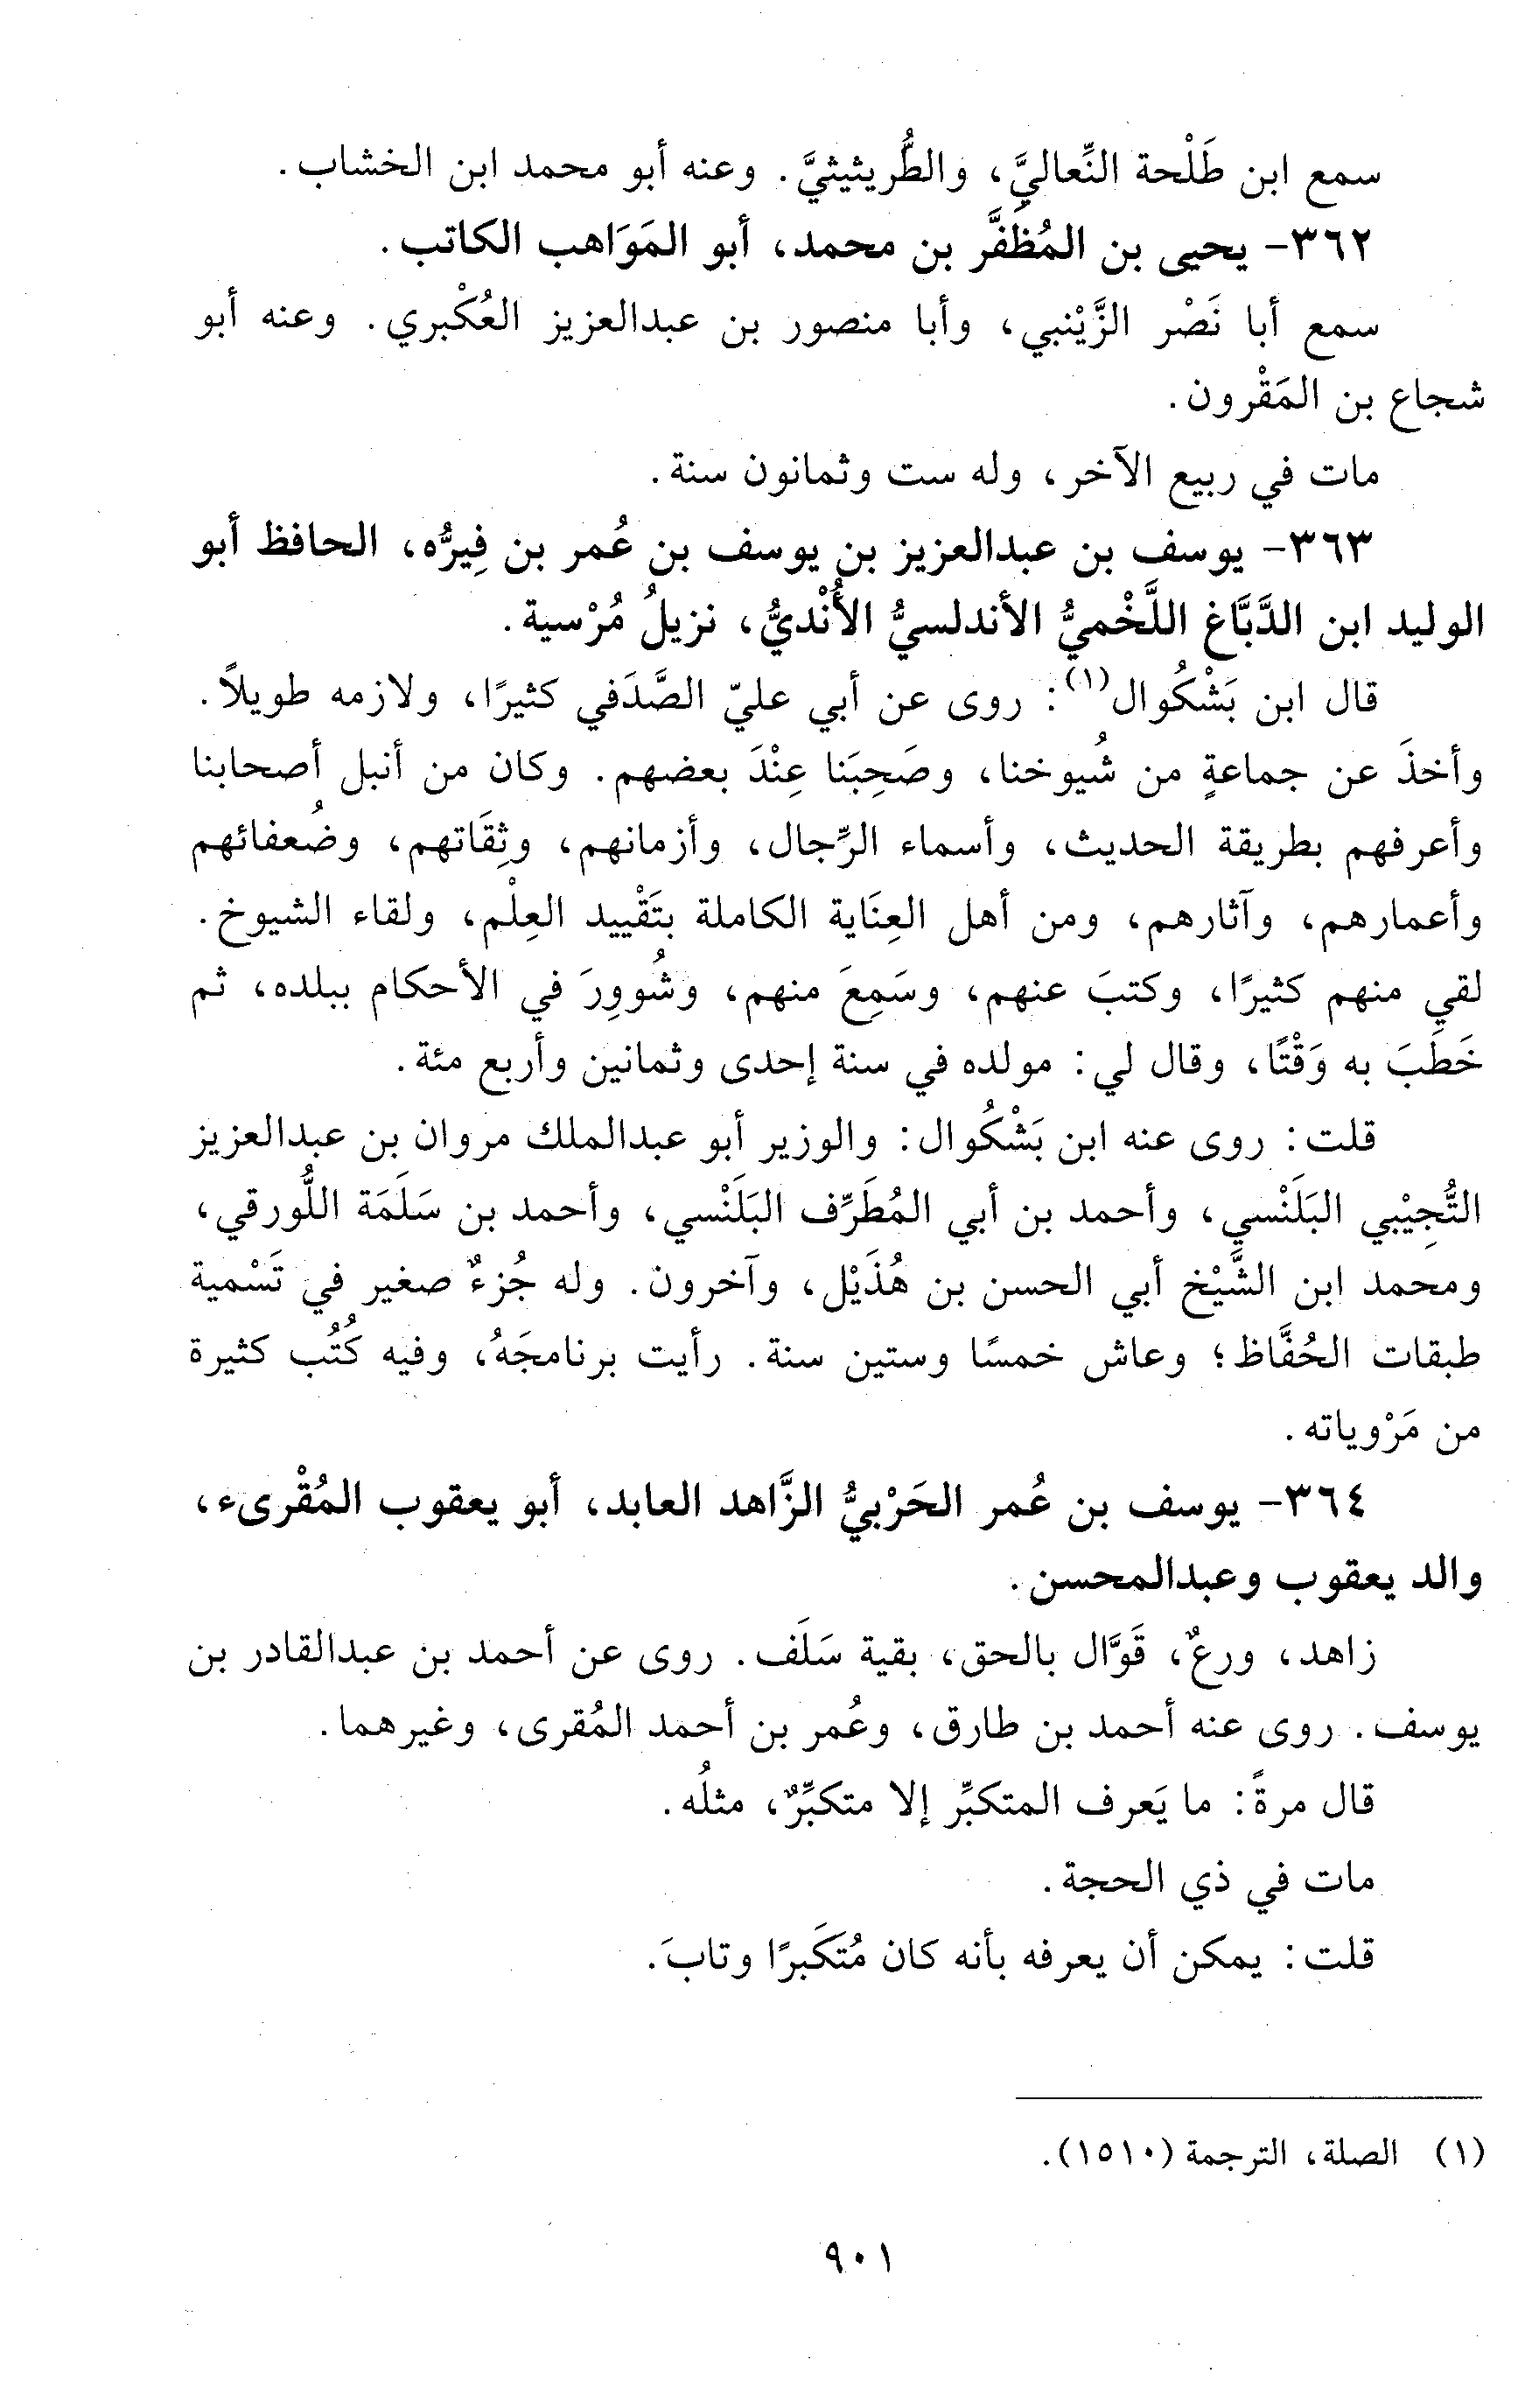 سمع ابن طَلْحة النِّعاليَّ، والطُّريثيثيَّ. وعنه أبو محمد ابن الخشاب.
٣٦٢- يحيى بن المُظَفَّر بن محمد، أبو المَوَاهب الكاتب.
سمع أبا نَصْر الزَّيْنبي، وأبا منصور بن عبدالعزيز العُكْبري. وعنه أبو
شجاع بن المَقْرون.
مات في ربيع الآخر، وله ست وثمانون سنة.
٣٦٣- يوسف بن عبدالعزيز بن يوسف بن عُمر بن فِيرُّه، الحافظ أبو
الوليد ابن الدَّبَّاغ اللَّخْميُّ الأندلسيُّ الأُنْديُّ، نزيلُ مُرْسية.
قال ابن بَشْكُوال(١): روى عن أبي عليّ الصَّدَفي كثيرًا، ولازمه طويلاً.
وأخذَ عن جماعةٍ من شُيوخنا، وصَحِبَنا عِنْدَ بعضهم. وكان من أنبل أصحابنا
وأعرفهم بطريقة الحديث، وأسماء الرِّجال، وأزمانهم، وثِقَاتهم، وضُعفائهم
وأعمارهم، وآثارهم، ومن أهل العِنَاية الكاملة بتَقْييد العِلْم، ولقاء الشيوخ.
لقي منهم كثيرًا، وكتبَ عنهم، وسَمِعَ منهم، وشُووِرَ في الأحكام ببلده، ثم
خَطَبَ به وَقْتًا، وقال لي: مولده في سنة إحدى وثمانين وأربع مئة.
قلت: روى عنه ابن بَشْكُوال: والوزير أبو عبدالملك مروان بن عبدالعزيز
التُّجِيْبي البَلَنْسي، وأحمد بن أبي المُطَرِّف البَلَنْسي، وأحمد بن سَلَمَة اللُّورقي،
ومحمد ابن الشَّيْخ أبي الحسن بن هُذَيْل، وآخرون. وله جُزءٌ صغير في تَسْمية
طبقات الحُفَّاظ؛ وعاش خمسًا وستين سنة. رأيت برنامجَهُ، وفيه كُتُب كثيرة
من مَرْوياته.
٣٦٤- يوسف بن عُمر الحَرْبيُّ الزَّاهد العابد، أبو يعقوب المُقْرىء،
والد يعقوب وعبدالمحسن.
زاهد، ورعٌ، قَوَّال بالحق، بقية سَلَف. روى عن أحمد بن عبدالقادر بن
يوسف. روى عنه أحمد بن طارق، وعُمر بن أحمد المُقرى، وغيرهما.
قال مرةً: ما يَعرف المتكبِّر إلا متكبِّرٌ، مثلُه.
مات في ذي الحجة.
قلت: يمكن أن يعرفه بأنه كان مُتَكَبرًا وتابَ.
(١) الصلة، الترجمة (١٥١٠).
٩٠١